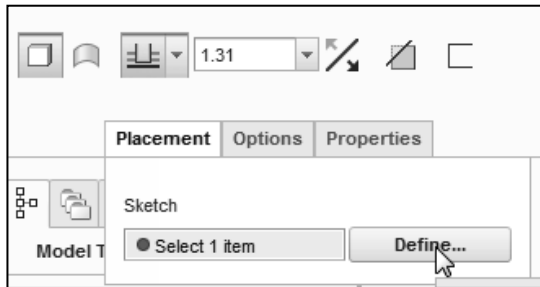 1.31
Placement Options Properties
Sketch
Select 1 item Define...
Model T